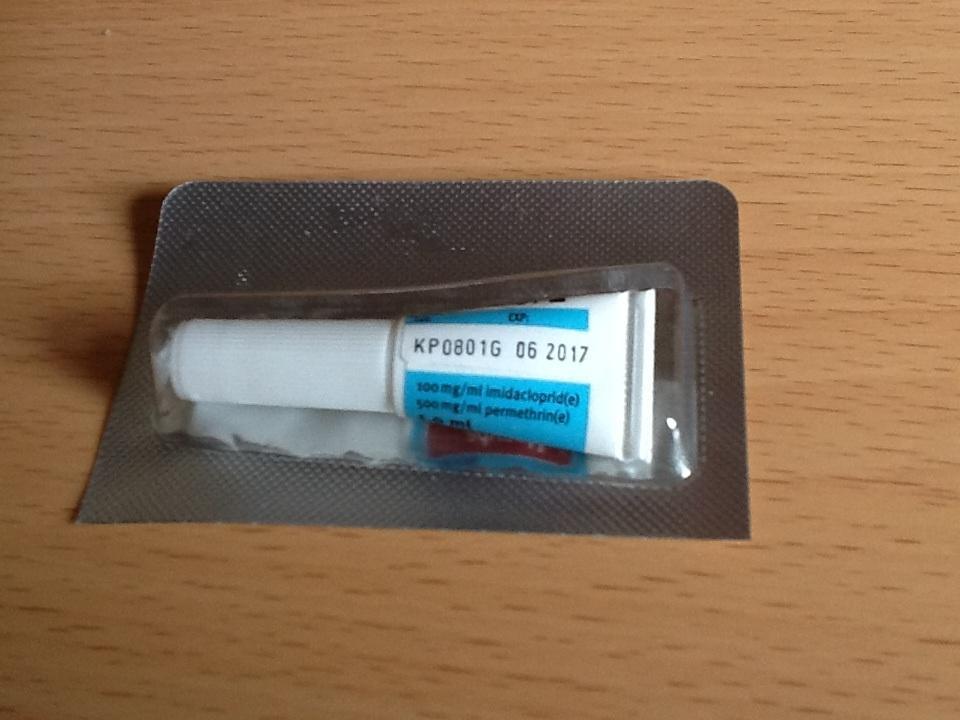 EXP:
KP0801G 06 2017
100 mg/ml imidacloprid(e)
500 mg/ml permethrin(e)